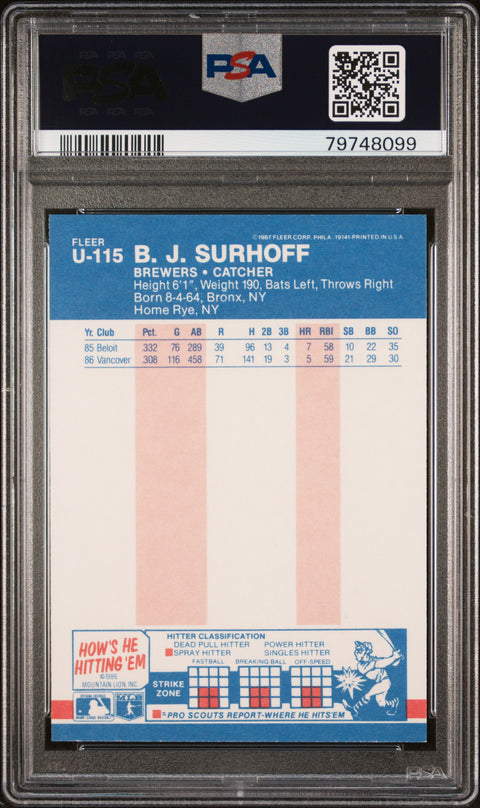 PSA
79748099
FLEER
U-115 B. J. SURHOFF
©1987 FLEER CORP. PHILA. 19141-PRINTED IN U.S.A.
BREWERS • CATCHER
Height 6'1", Weight 190, Bats Left, Throws Right
Born 8-4-64, Bronx, NY
Home Rye, NY
Yr. Club Pct. G AB R H 2B 3B HR RBI SB BB SO
85 Beloit .332 76 289 39 96 13 4 7 58 10 22 35
86 Vancover .308 116 458 71 141 19 3 5 59 21 29 30
HOW'S HE
HITTING 'EM
©1986
MOUNTAIN LION, INC.
HITTER CLASSIFICATION
DEAD PULL HITTER POWER HITTER
SPRAY HITTER SINGLES HITTER
FASTBALL BREAKING BALL OFF-SPEED
STRIKE
ZONE
=PRO SCOUTS REPORT-WHERE HE HITS 'EM
PSA